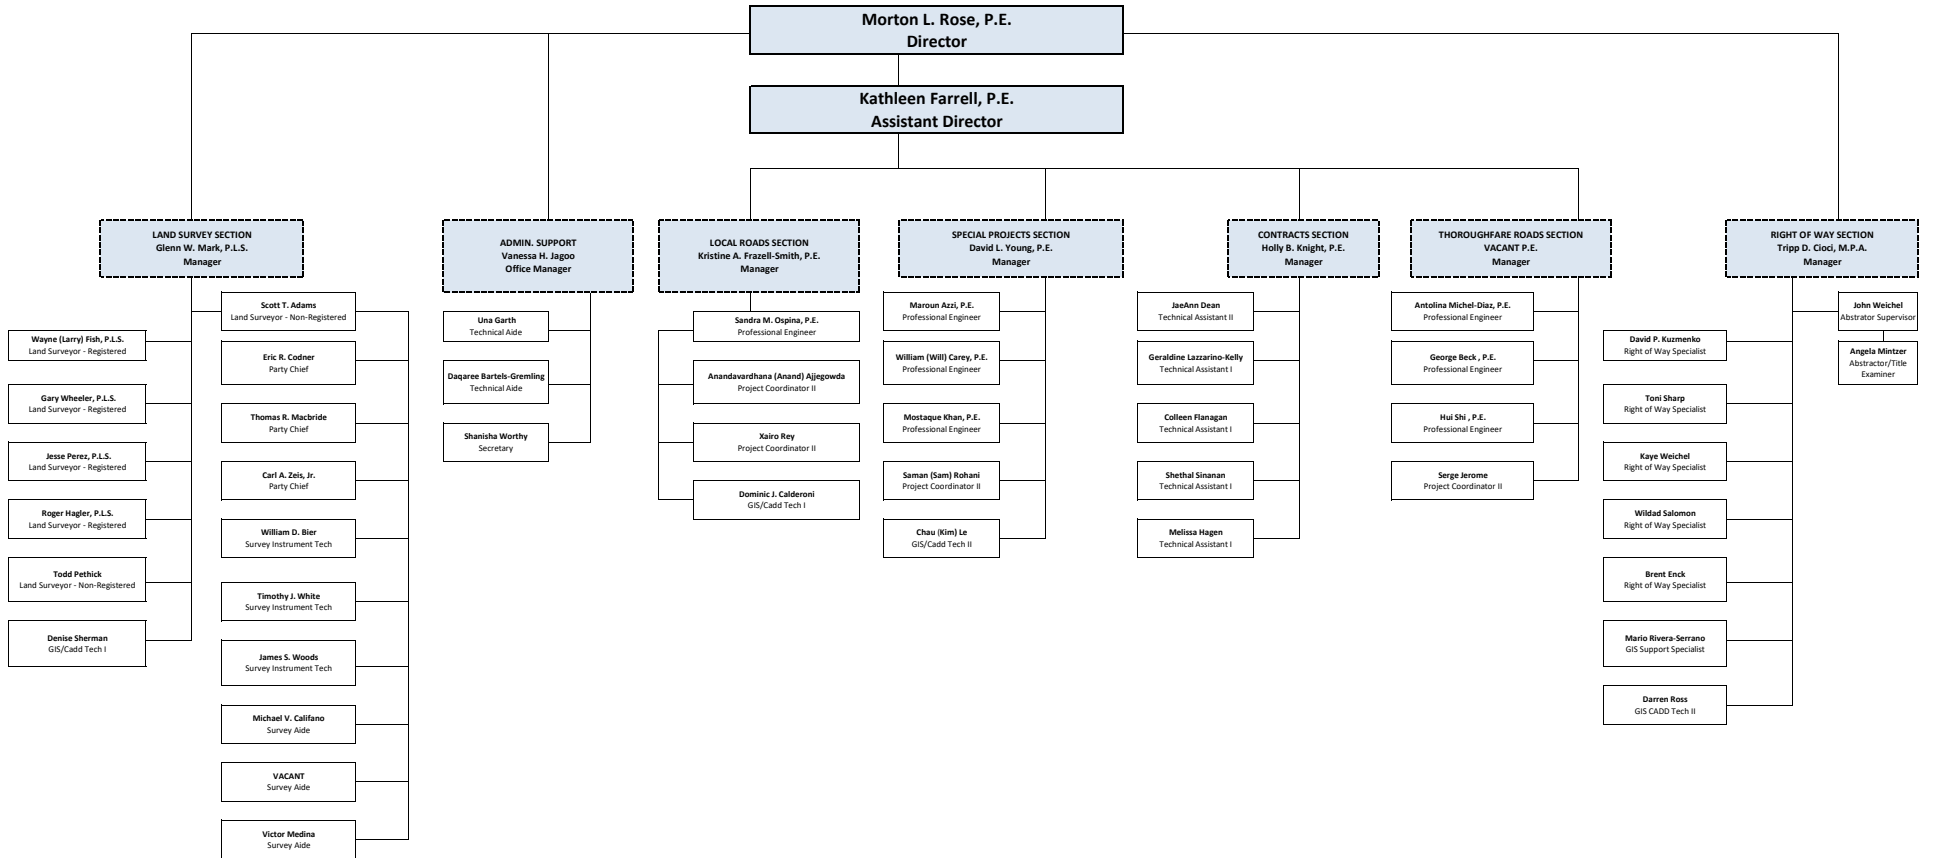 Morton L. Rose, P.E.
Director
Kathleen Farrell, P.E.
Assistant Director
LAND SURVEY SECTION
Glenn W. Mark, P.L.S.
Manager
Scott T. Adams
Land Surveyor - Non-Registered
Wayne (Larry) Fish, P.L.S.
Land Surveyor - Registered
Gary Wheeler, P.L.S.
Land Surveyor - Registered
Jesse Perez, P.L.S.
Land Surveyor - Registered
Roger Hagler, P.L.S.
Land Surveyor - Registered
Todd Pethick
Land Surveyor - Non-Registered
Denise Sherman
GIS/Cadd Tech I
Eric R. Codner
Party Chief
Thomas R. Macbride
Party Chief
Carl A. Zeis, Jr.
Party Chief
William D. Bier
Survey Instrument Tech
Timothy J. White
Survey Instrument Tech
James S. Woods
Survey Instrument Tech
Michael V. Califano
Survey Aide
VACANT
Survey Aide
Victor Medina
Survey Aide
ADMIN. SUPPORT
Vanessa H. Jagoo
Office Manager
Una Garth
Technical Aide
Daqaree Bartels-Gremling
Technical Aide
Shanisha Worthy
Secretary
LOCAL ROADS SECTION
Kristine A. Frazell-Smith, P.E.
Manager
Sandra M. Ospina, P.E.
Professional Engineer
Anandavardhana (Anand) Ajjegowda
Project Coordinator II
Xairo Rey
Project Coordinator II
Dominic J. Calderoni
GIS/Cadd Tech I
SPECIAL PROJECTS SECTION
David L. Young, P.E.
Manager
Maroun Azzi, P.E.
Professional Engineer
William (Will) Carey, P.E.
Professional Engineer
Mostaque Khan, P.E.
Professional Engineer
Saman (Sam) Rohani
Project Coordinator II
Chau (Kim) Le
GIS/Cadd Tech II
CONTRACTS SECTION
Holly B. Knight, P.E.
Manager
JaeAnn Dean
Technical Assistant II
Geraldine Lazzarino-Kelly
Technical Assistant I
Colleen Flanagan
Technical Assistant I
Shethal Sinanan
Technical Assistant I
Melissa Hagen
Technical Assistant I
THOROUGHFARE ROADS SECTION
VACANT P.E.
Manager
Antolina Michel-Diaz, P.E.
Professional Engineer
George Beck , P.E.
Professional Engineer
Hui Shi , P.E.
Professional Engineer
Serge Jerome
Project Coordinator II
RIGHT OF WAY SECTION
Tripp D. Cioci, M.P.A.
Manager
John Weichel
Abstrator Supervisor
Angela Mintzer
Abstractor/Title
Examiner
David P. Kuzmenko
Right of Way Specialist
Toni Sharp
Right of Way Specialist
Kaye Weichel
Right of Way Specialist
Wildad Salomon
Right of Way Specialist
Brent Enck
Right of Way Specialist
Mario Rivera-Serrano
GIS Support Specialist
Darren Ross
GIS CADD Tech II